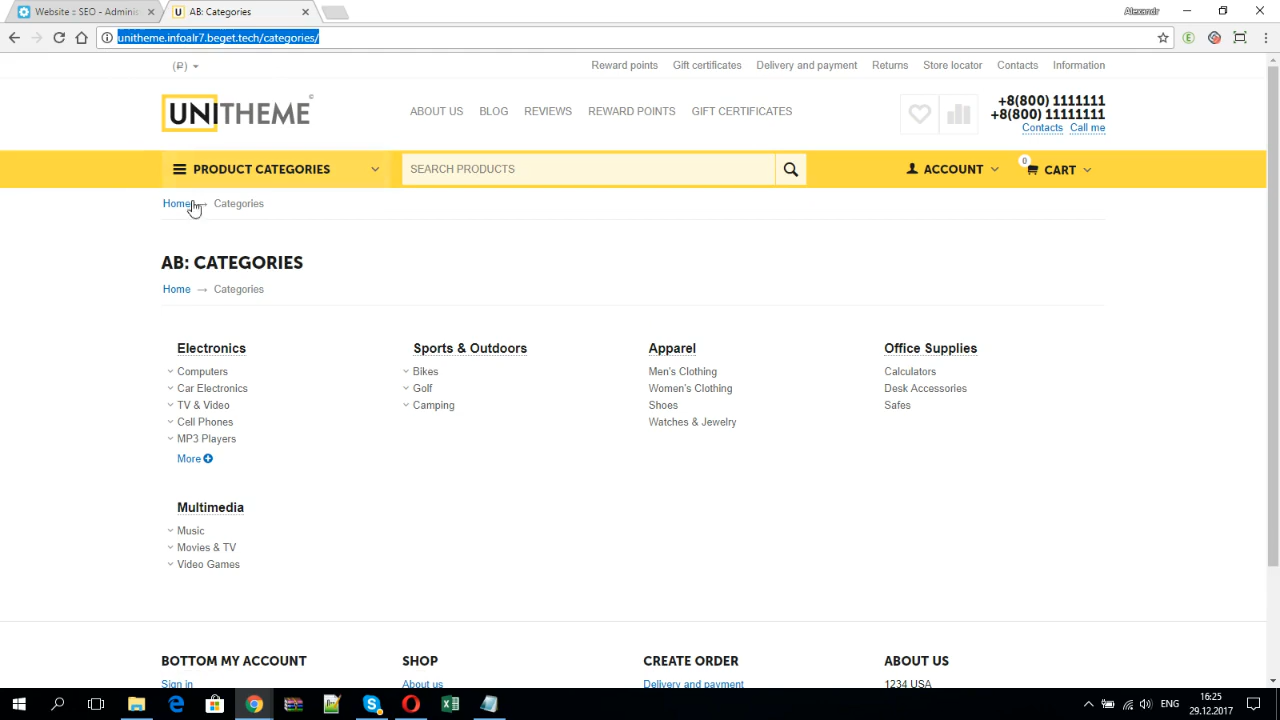 Website :: SEO - Adminis
AB: Categories
Alexandr
unitheme.infoalr7.beget.tech/categories/
(₽)
Reward points Gift certificates Delivery and payment Returns Store locator Contacts Information
UNITHEME ©
ABOUT US BLOG REVIEWS REWARD POINTS GIFT CERTIFICATES
+8(800) 1111111
+8(800) 11111111
Contacts Call me
PRODUCT CATEGORIES SEARCH PRODUCTS ACCOUNT 0 CART
Home → Categories
AB: CATEGORIES
Home → Categories
Electronics
Computers
Car Electronics
TV & Video
Cell Phones
MP3 Players
More
Sports & Outdoors
Bikes
Golf
Camping
Apparel
Men's Clothing
Women's Clothing
Shoes
Watches & Jewelry
Office Supplies
Calculators
Desk Accessories
Safes
Multimedia
Music
Movies & TV
Video Games
BOTTOM MY ACCOUNT SHOP CREATE ORDER ABOUT US
Sign in About us Delivery and payment 1234 USA
ENG
16:25
29.12.2017